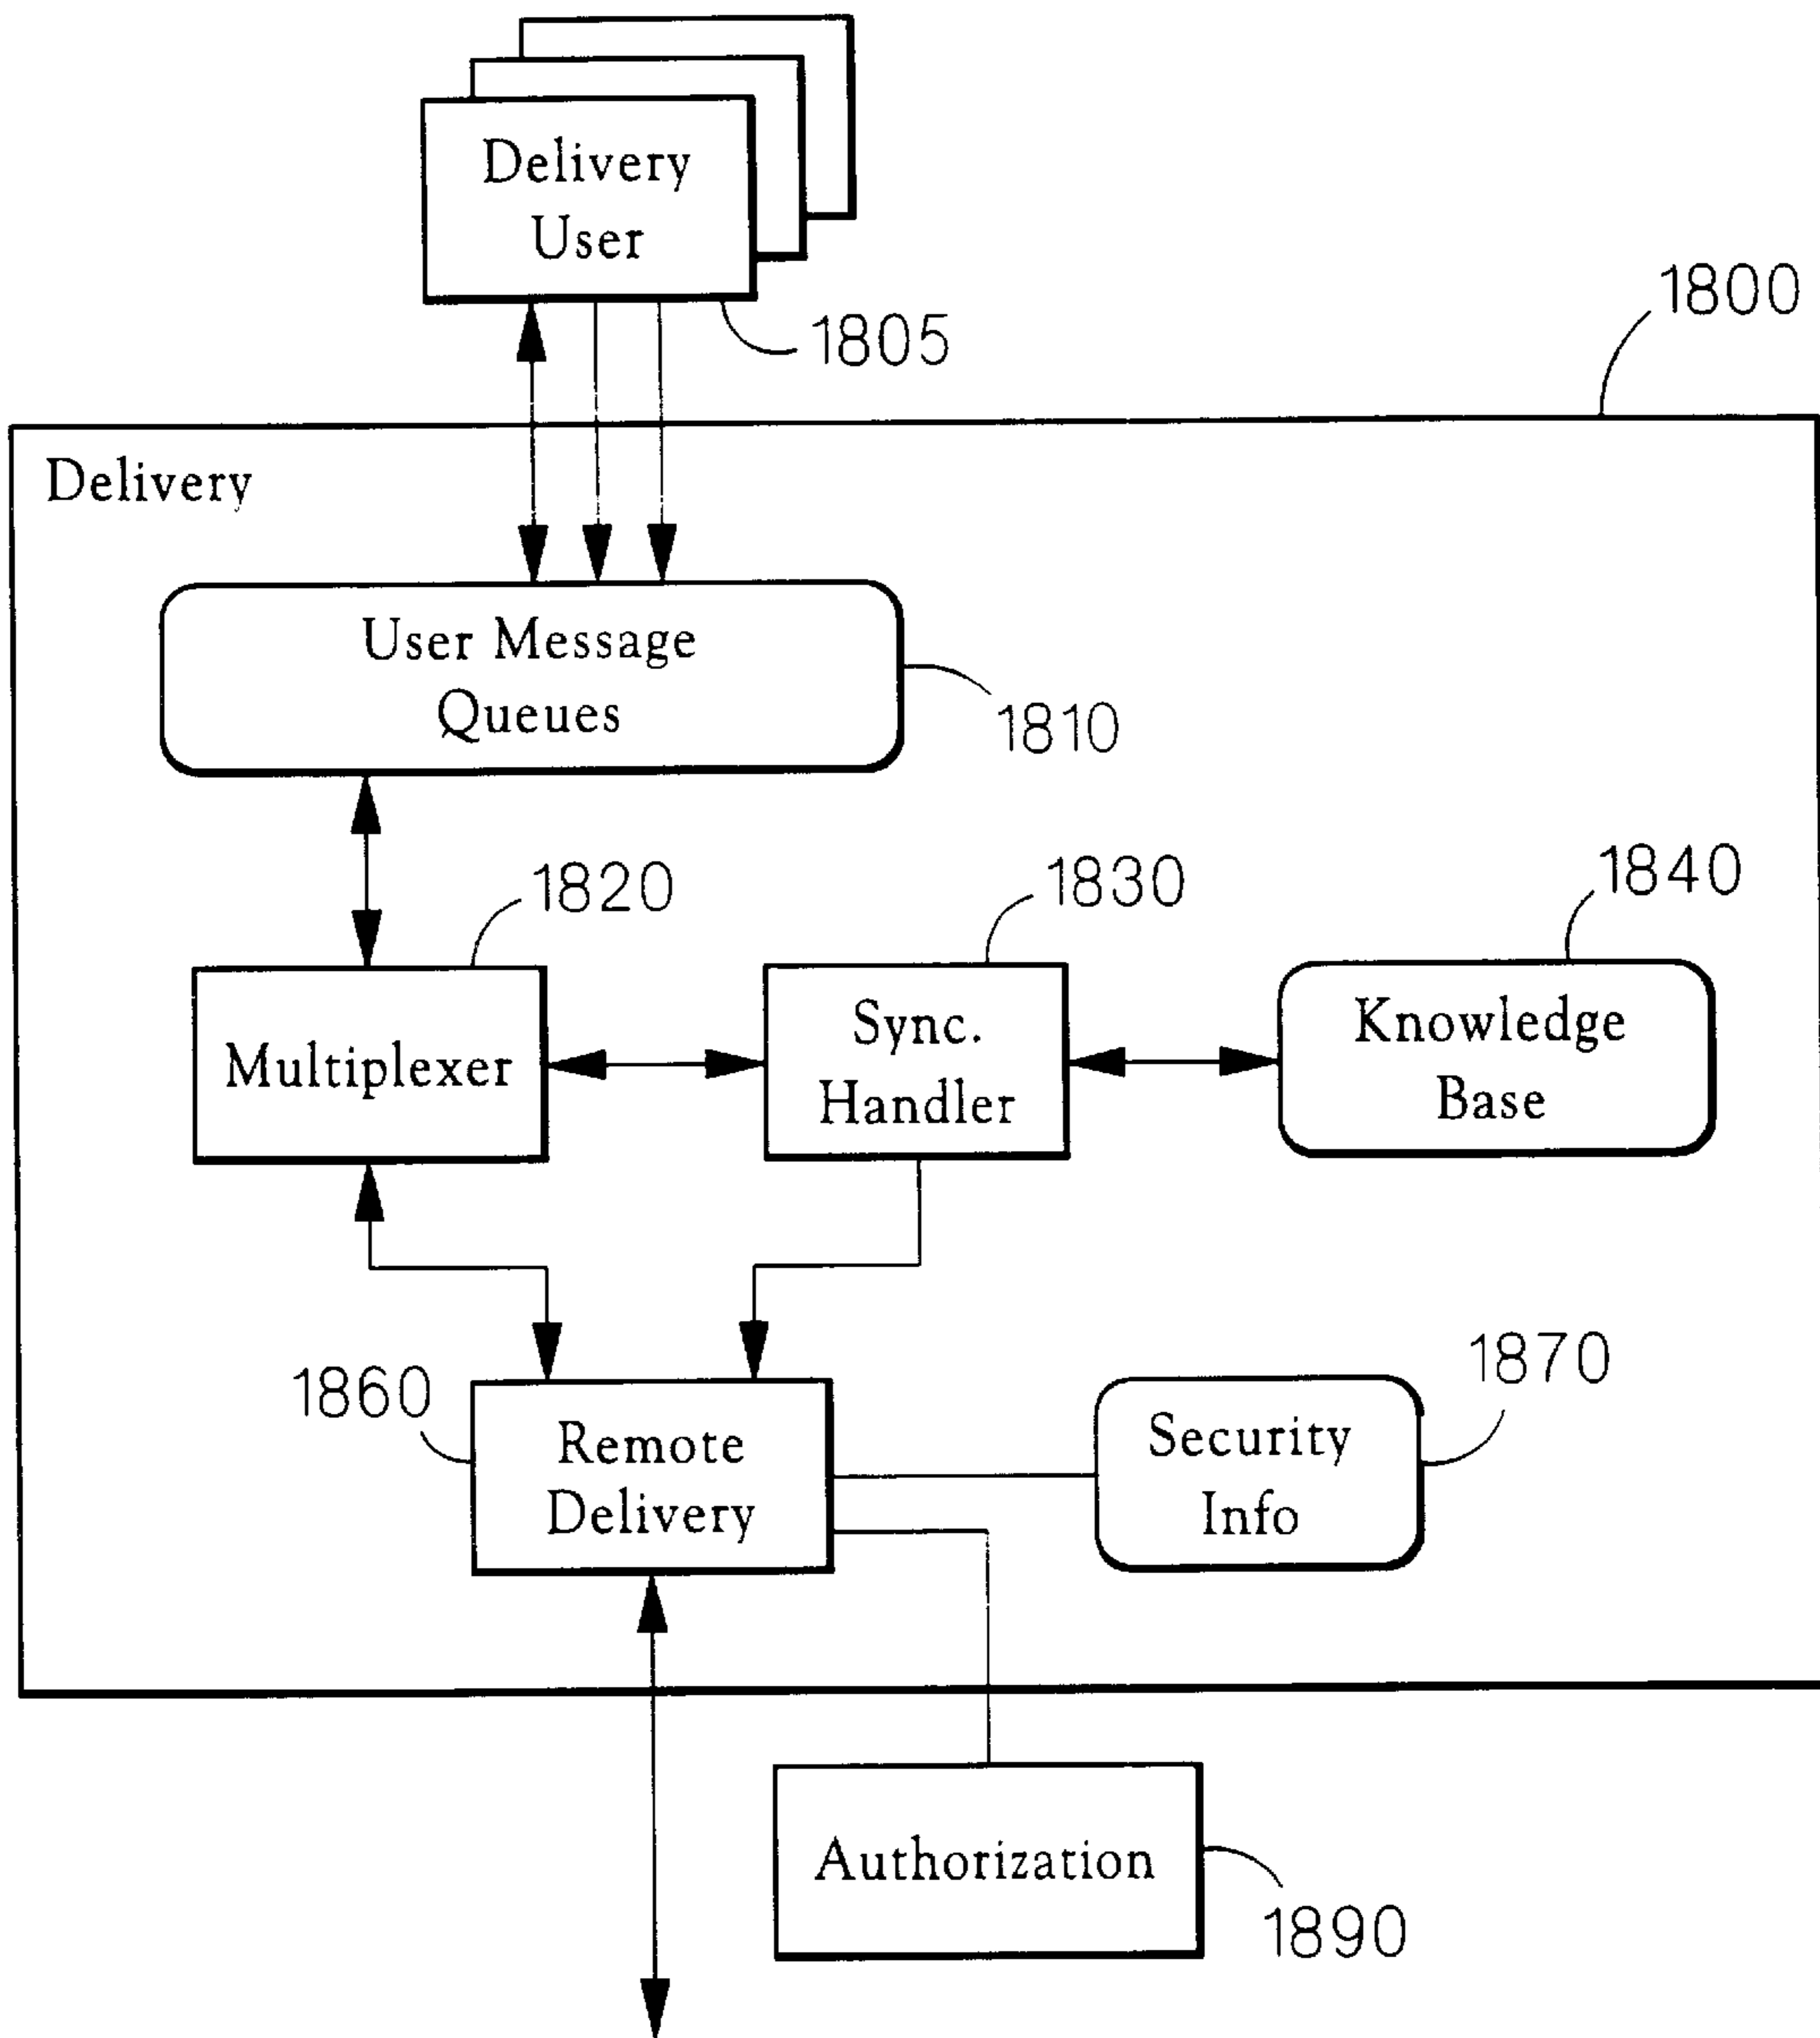 Delivery
User
1805
1800
Delivery
User Message
Queues
1810
1820
1830
1840
Multiplexer
Sync.
Handler
Knowledge
Base
1860
Remote
Delivery
1870
Security
Info
Authorization
1890